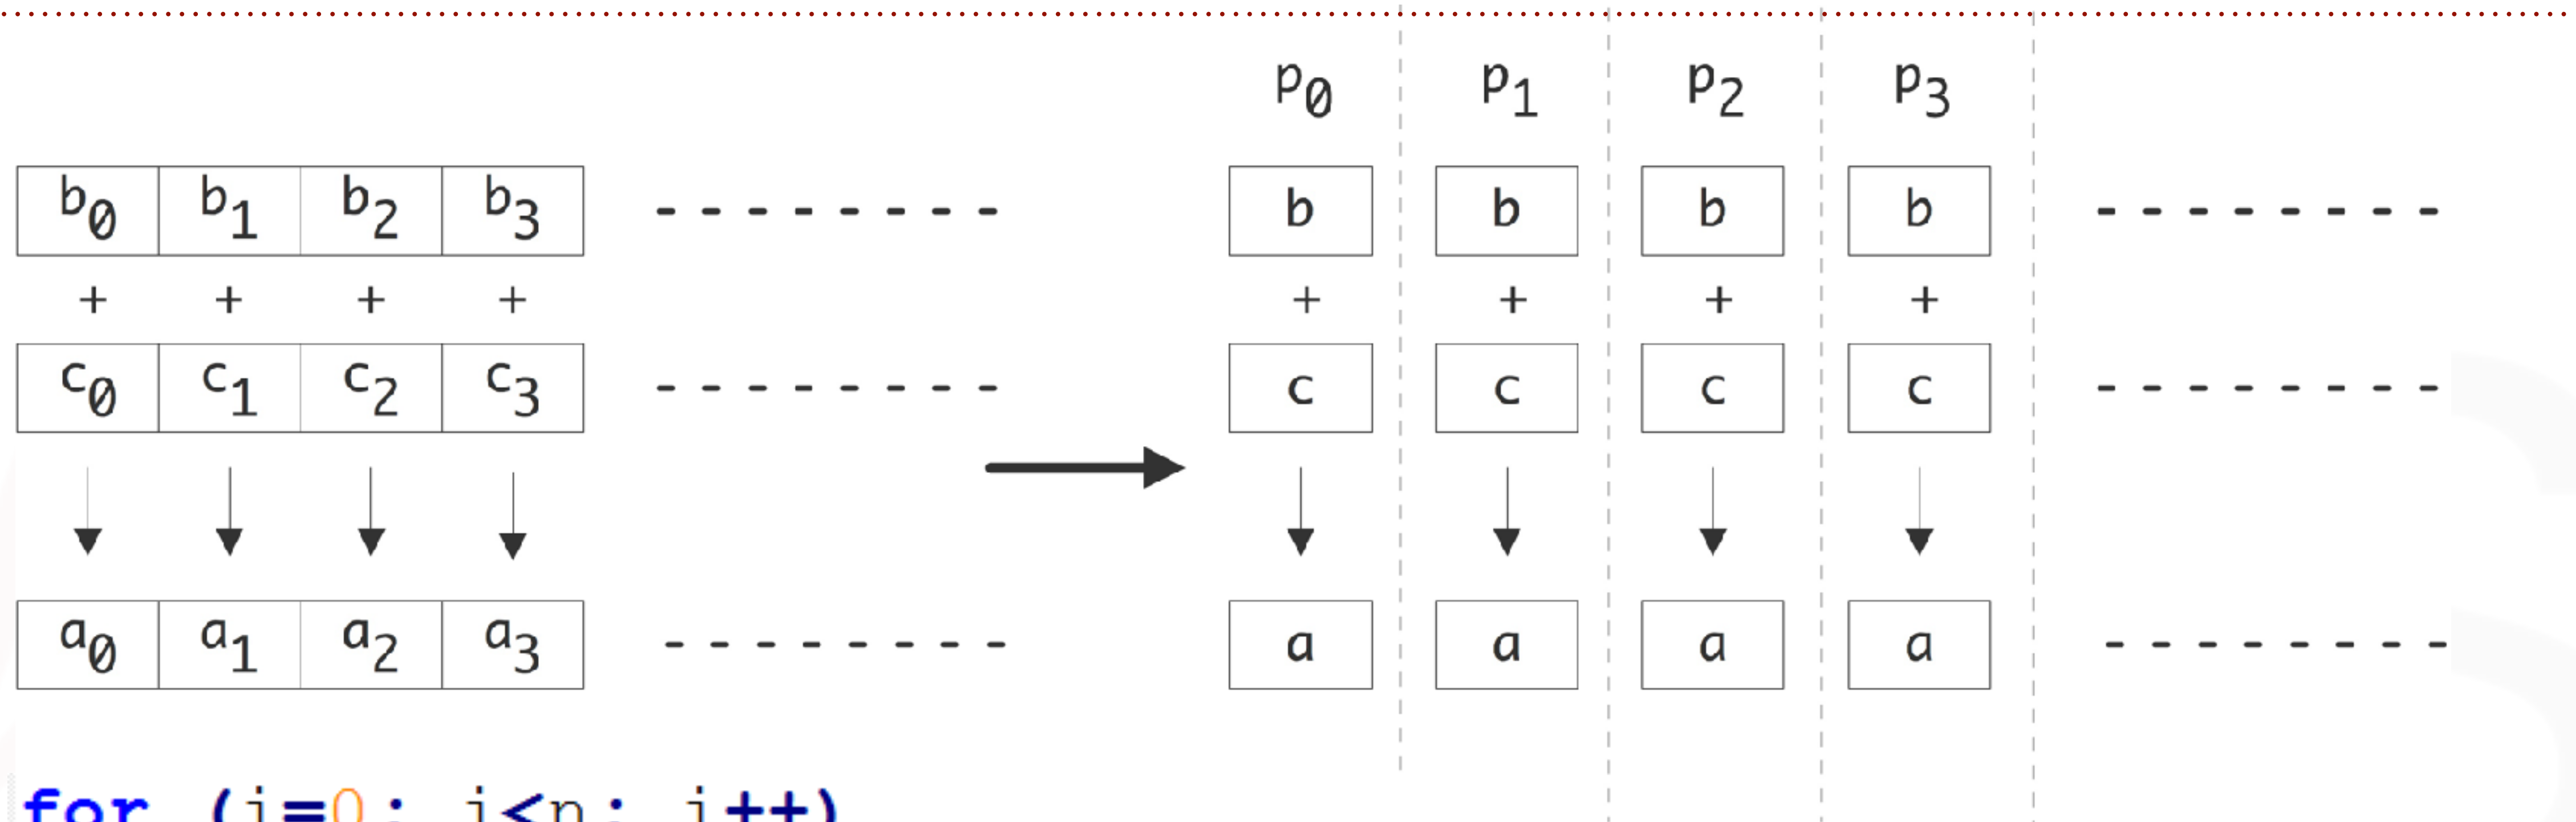 p0 p1 p2 p3
b0 b1 b2 b3 - - - - - - - - b b b b - - - - - - - -
+ + + + + + + +
c0 c1 c2 c3 - - - - - - - - c c c c - - - - - - - -
a0 a1 a2 a3 - - - - - - - - a a a a - - - - - - - -
for (i=0; i<n; i++)